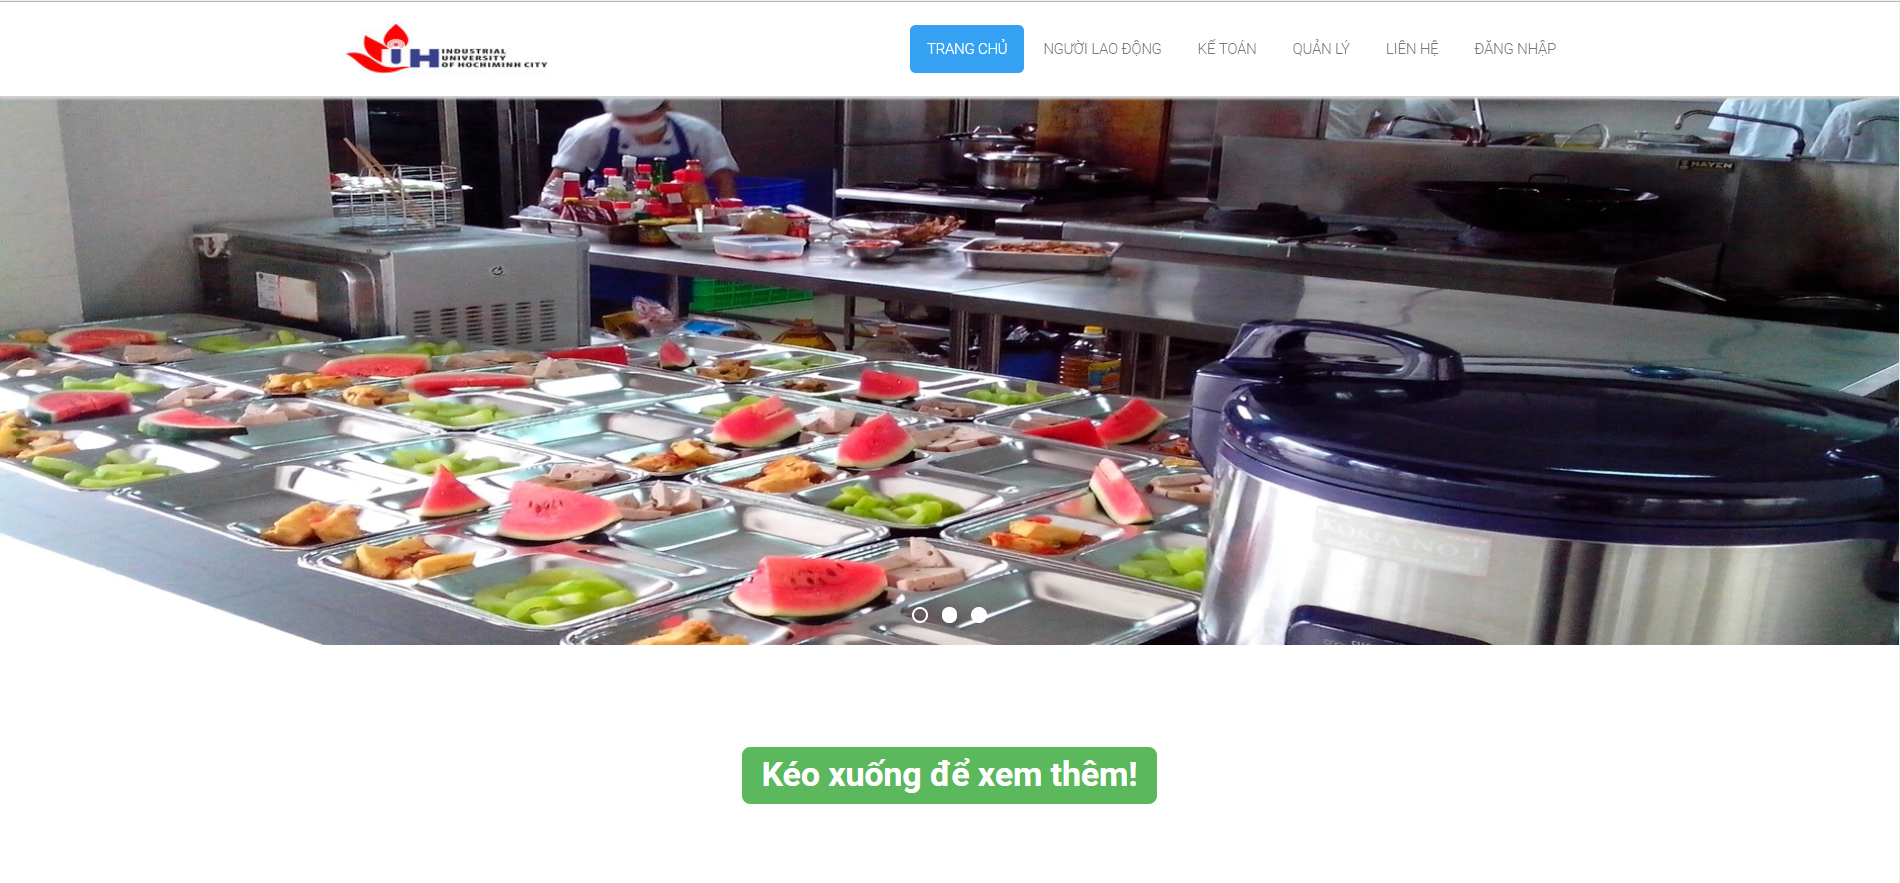 INDUSTRIAL
UNIVERSITY
OF HOCHIMINH CITY
TRANG CHỦ
NGƯỜI LAO ĐỘNG
KẾ TOÁN
QUẢN LÝ
LIÊN HỆ
ĐĂNG NHẬP
HAYEN
KOREA NO.1
Kéo xuống để xem thêm!